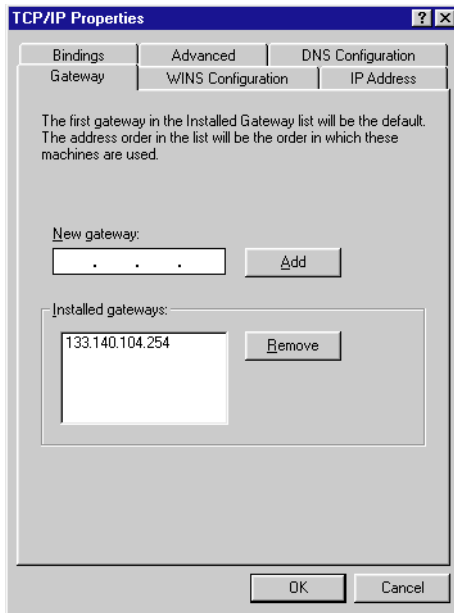 TCP/IP Properties
? ×
Bindings Advanced DNS Configuration
Gateway WINS Configuration IP Address
The first gateway in the Installed Gateway list will be the default.
The address order in the list will be the order in which these
machines are used.
New gateway:
. . . Add
Installed gateways:
133.140.104.254 Remove
OK Cancel